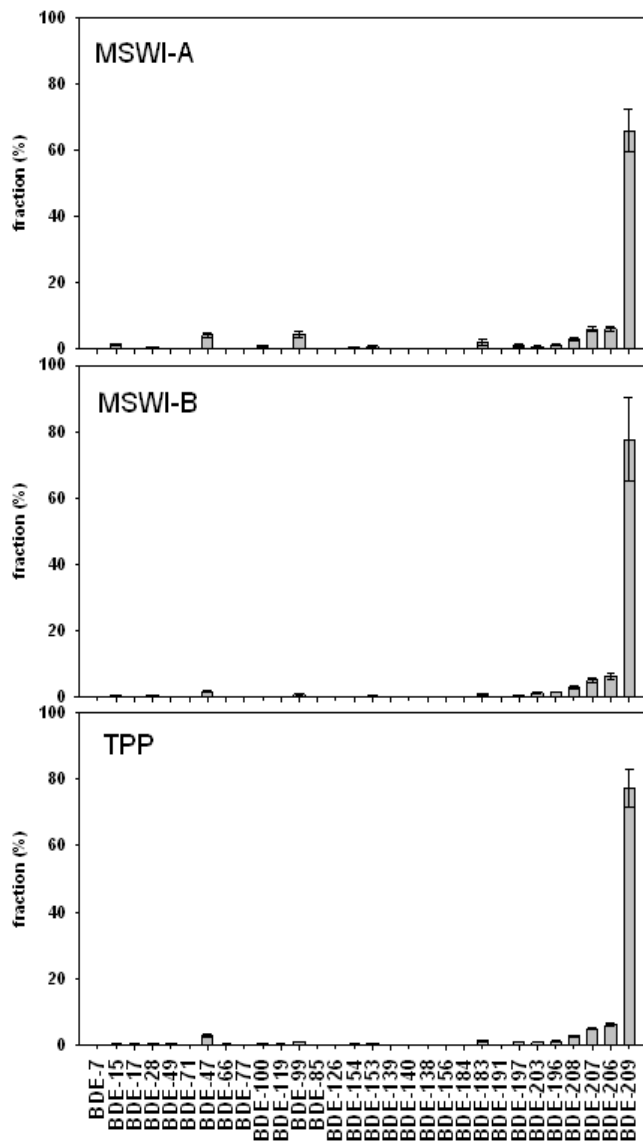 100
MSWI-A
80
60
fraction (%)
40
20
0
100
MSWI-B
80
60
fraction (%)
40
20
0
100
TPP
80
60
fraction (%)
40
20
0
BDE-7
BDE-15
BDE-17
BDE-28
BDE-49
BDE-71
BDE-47
BDE-66
BDE-77
BDE-100
BDE-119
BDE-99
BDE-85
BDE-126
BDE-154
BDE-153
BDE-139
BDE-140
BDE-138
BDE-156
BDE-184
BDE-183
BDE-191
BDE-197
BDE-203
BDE-196
BDE-208
BDE-207
BDE-206
BDE-209